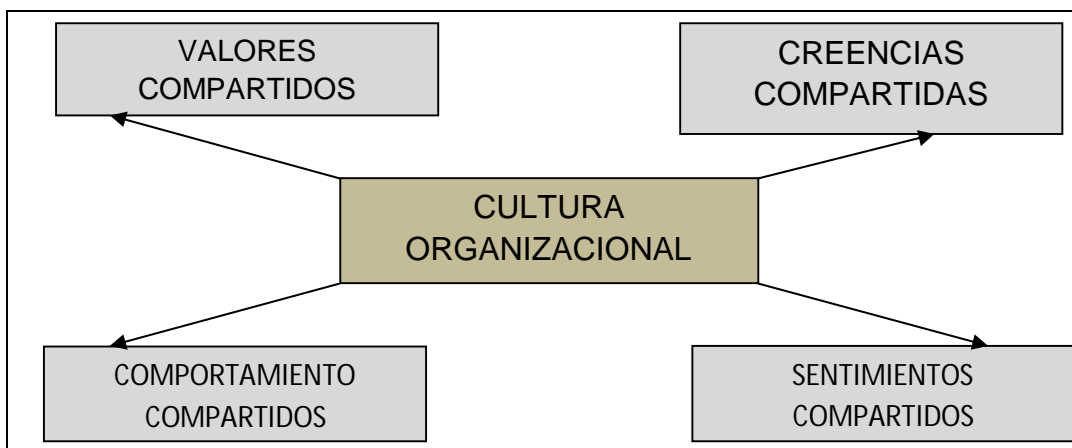 VALORES
COMPARTIDOS
CREENCIAS
COMPARTIDAS
CULTURA
ORGANIZACIONAL
COMPORTAMIENTO
COMPARTIDOS
SENTIMIENTOS
COMPARTIDOS